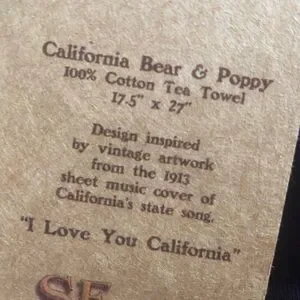 California Bear & Poppy
100% Cotton Tea Towel
17.5" x 27"
Design inspired
by vintage artwork
from the 1913
sheet music cover of
California's state song,
"I Love You California"